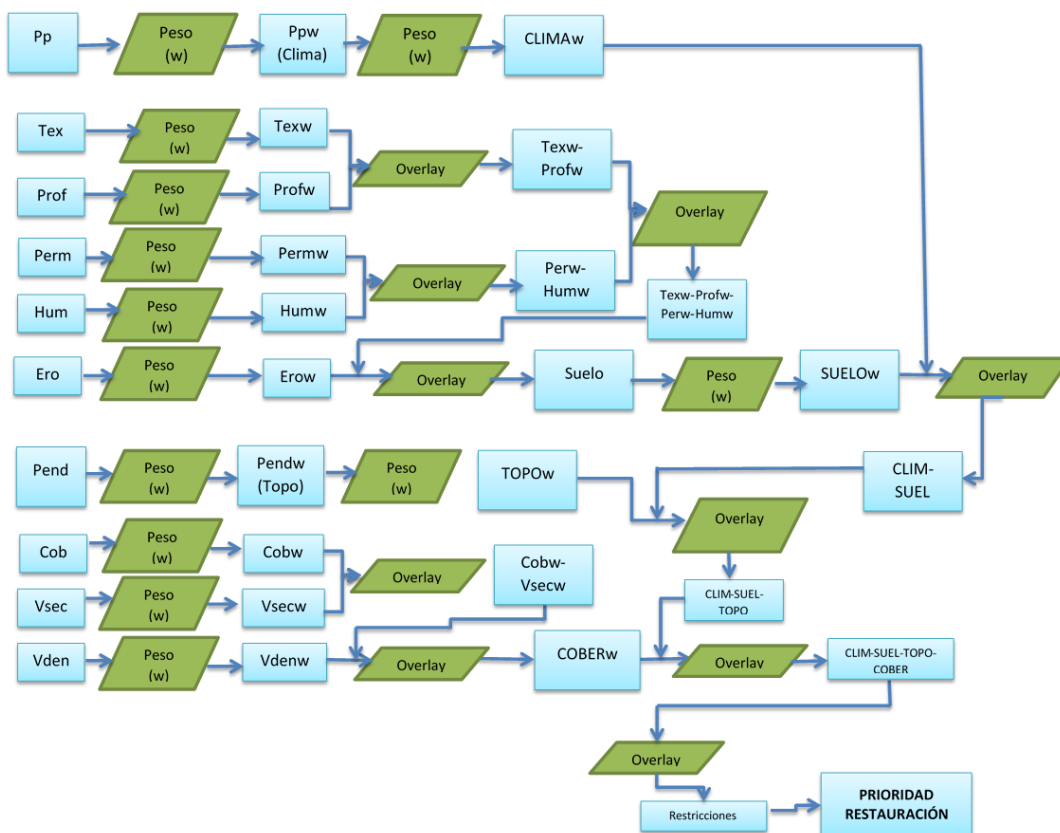 Pp
Peso
(w)
Ppw
(Clima)
Peso
(w)
CLIMAw
Tex
Peso
(w)
Texw
Overlay
Texw-
Profw
Prof
Peso
(w)
Profw
Overlay
Perm
Peso
(w)
Permw
Overlay
Perw-
Humw
Hum
Peso
(w)
Humw
Texw-Profw-
Perw-Humw
Ero
Peso
(w)
Erow
Overlay
Suelo
Peso
(w)
SUELOw
Overlay
Pend
Peso
(w)
Pendw
(Topo)
Peso
(w)
TOPOw
CLIM-
SUEL
Overlay
Cob
Peso
(w)
Cobw
Overlay
Cobw-
Vsecw
CLIM-SUEL-
TOPO
Vsec
Peso
(w)
Vsecw
Vden
Peso
(w)
Vdenw
Overlay
COBERw
Overlay
CLIM-SUEL-TOPO-
COBER
Overlay
Restricciones
PRIORIDAD
RESTAURACIÓN